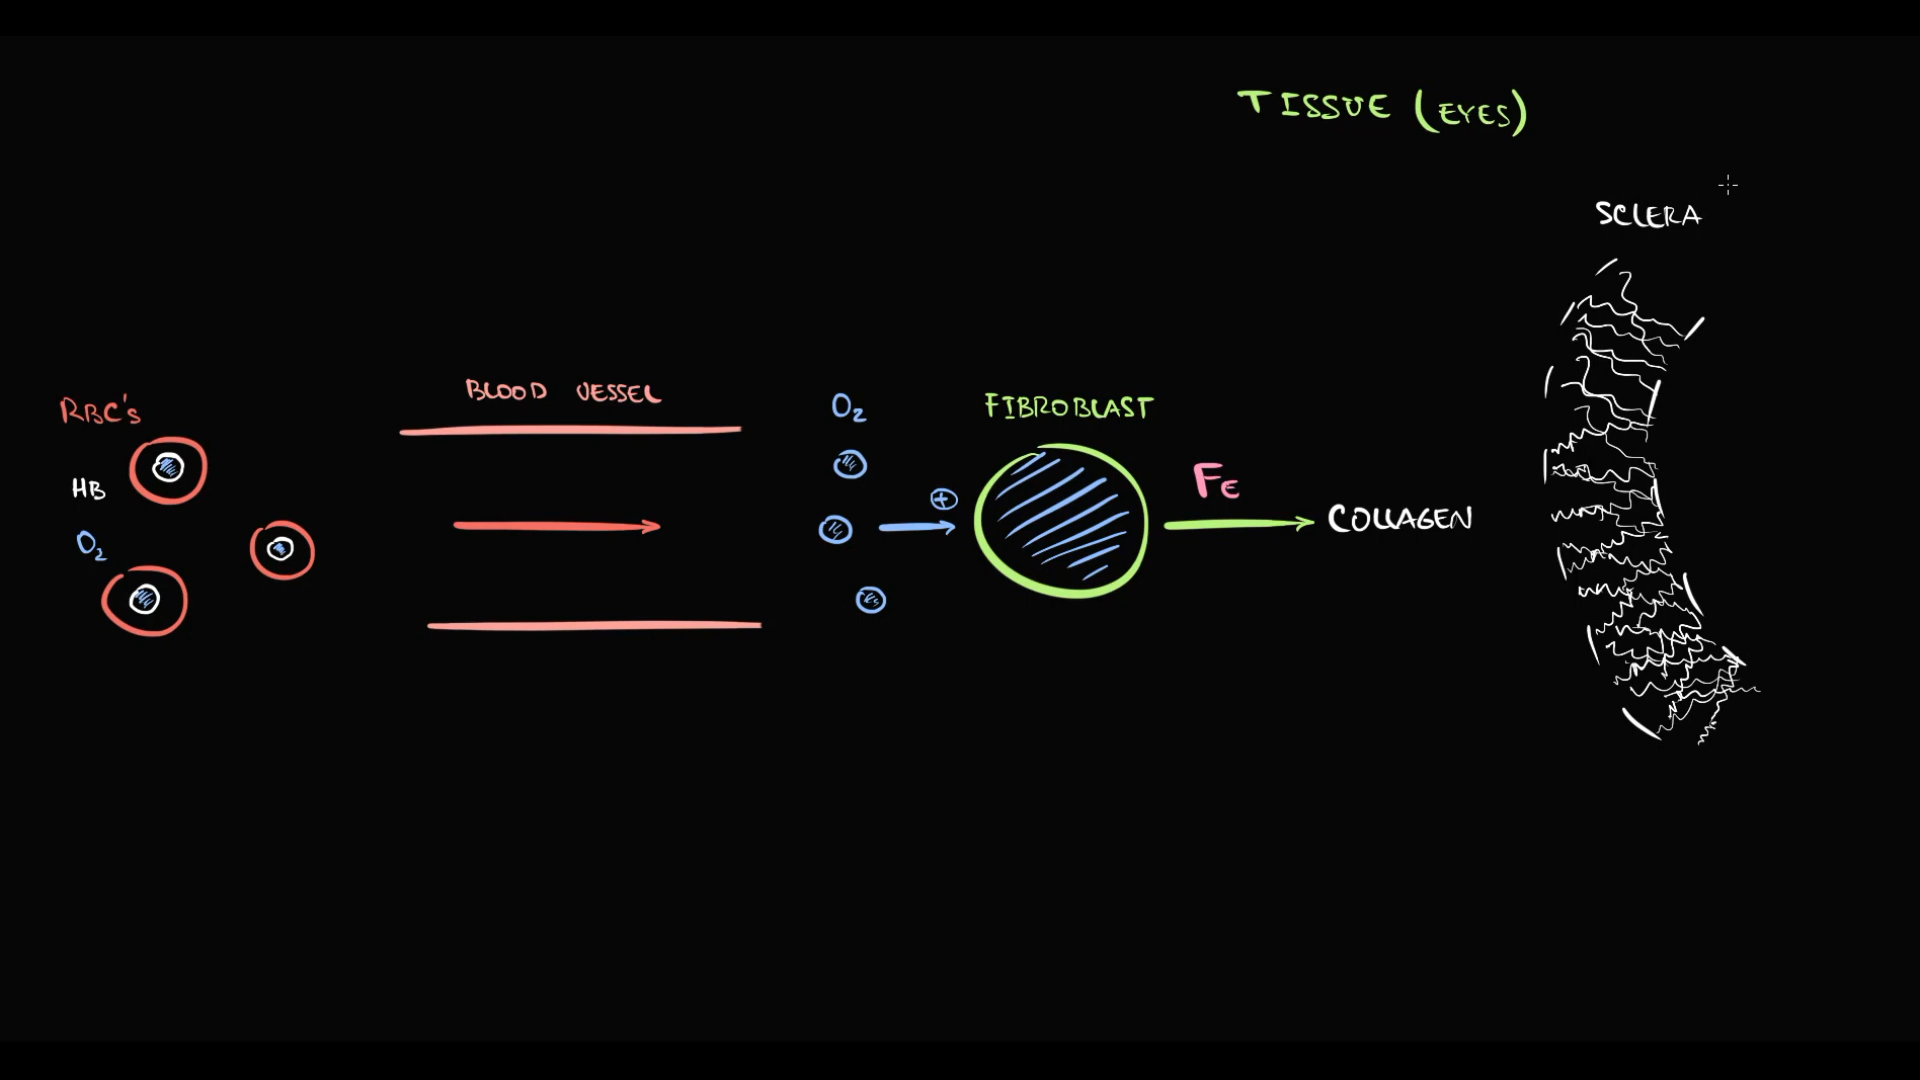 TISSUE (EYES)
SCLERA
RBC's
HB
O2
BLOOD VESSEL
O2
+
FIBROBLAST
Fe
COLLAGEN